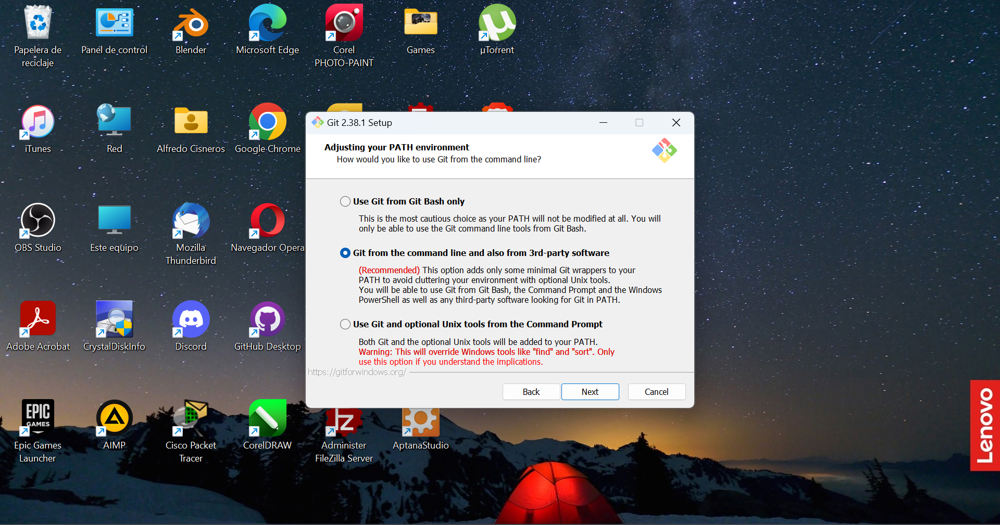 Papelera de
reciclaje
Panel de control
Blender
Microsoft Edge
Corel
PHOTO-PAINT
Games
µTorrent
iTunes
Red
Alfredo Cisneros
Google Chrome
OBS Studio
Este equipo
Mozilla
Thunderbird
Navegador Opera
Adobe Acrobat
CrystalDiskInfo
Discord
GitHub Desktop
EPIC
GAMES
Epic Games
Launcher
AIMP
Cisco Packet
Tracer
CorelDRAW
Administer
FileZilla Server
AptanaStudio
Git 2.38.1 Setup
Adjusting your PATH environment
How would you like to use Git from the command line?
Use Git from Git Bash only
This is the most cautious choice as your PATH will not be modified at all. You will
only be able to use the Git command line tools from Git Bash.
Git from the command line and also from 3rd-party software
(Recommended) This option adds only some minimal Git wrappers to your
PATH to avoid cluttering your environment with optional Unix tools.
You will be able to use Git from Git Bash, the Command Prompt and the Windows
PowerShell as well as any third-party software looking for Git in PATH.
Use Git and optional Unix tools from the Command Prompt
Both Git and the optional Unix tools will be added to your PATH.
Warning: This will override Windows tools like "find" and "sort". Only
use this option if you understand the implications.
https://gitforwindows.org/
Back
Next
Cancel
Lenovo